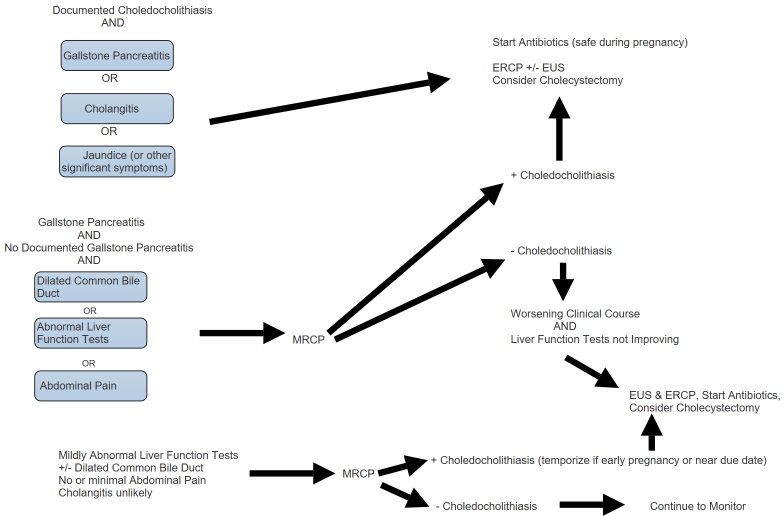 Documented Choledocholithiasis
AND
Gallstone Pancreatitis
OR
Cholangitis
OR
Jaundice (or other
significant symptoms)
Start Antibiotics (safe during pregnancy)
ERCP +/- EUS
Consider Cholecystectomy
+ Choledocholithiasis
Gallstone Pancreatitis
AND
No Documented Gallstone Pancreatitis
AND
Dilated Common Bile
Duct
OR
Abnormal Liver
Function Tests
OR
Abdominal Pain
MRCP
- Choledocholithiasis
Worsening Clinical Course
AND
Liver Function Tests not Improving
EUS & ERCP, Start Antibiotics,
Consider Cholecystectomy
Mildly Abnormal Liver Function Tests
+/- Dilated Common Bile Duct
No or minimal Abdominal Pain
Cholangitis unlikely
MRCP
+ Choledocholithiasis (temporize if early pregnancy or near due date)
- Choledocholithiasis
Continue to Monitor